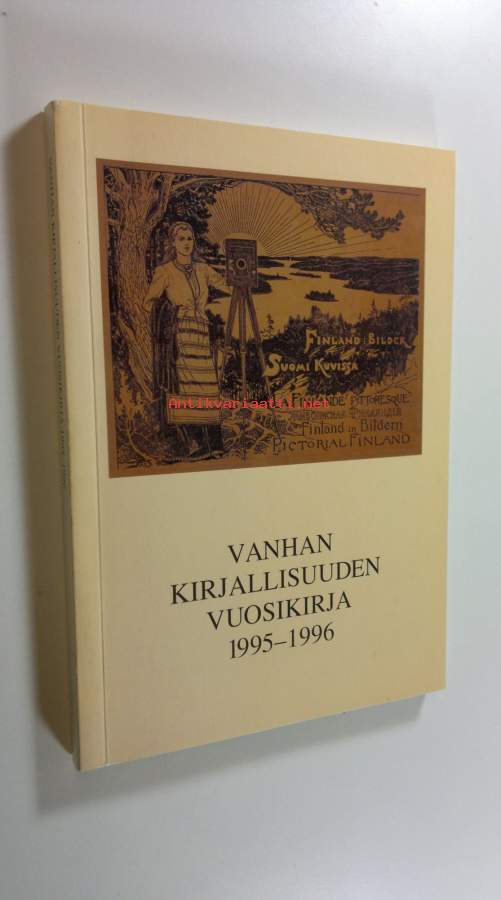 FINLAND I BILDER
SUOMI KUVISSA
PITTORESQUE
Finland in Bildern
PICTORIAL FINLAND
Antikvariaatti.net
VANHAN
KIRJALLISUUDEN
VUOSIKIRJA
1995–1996